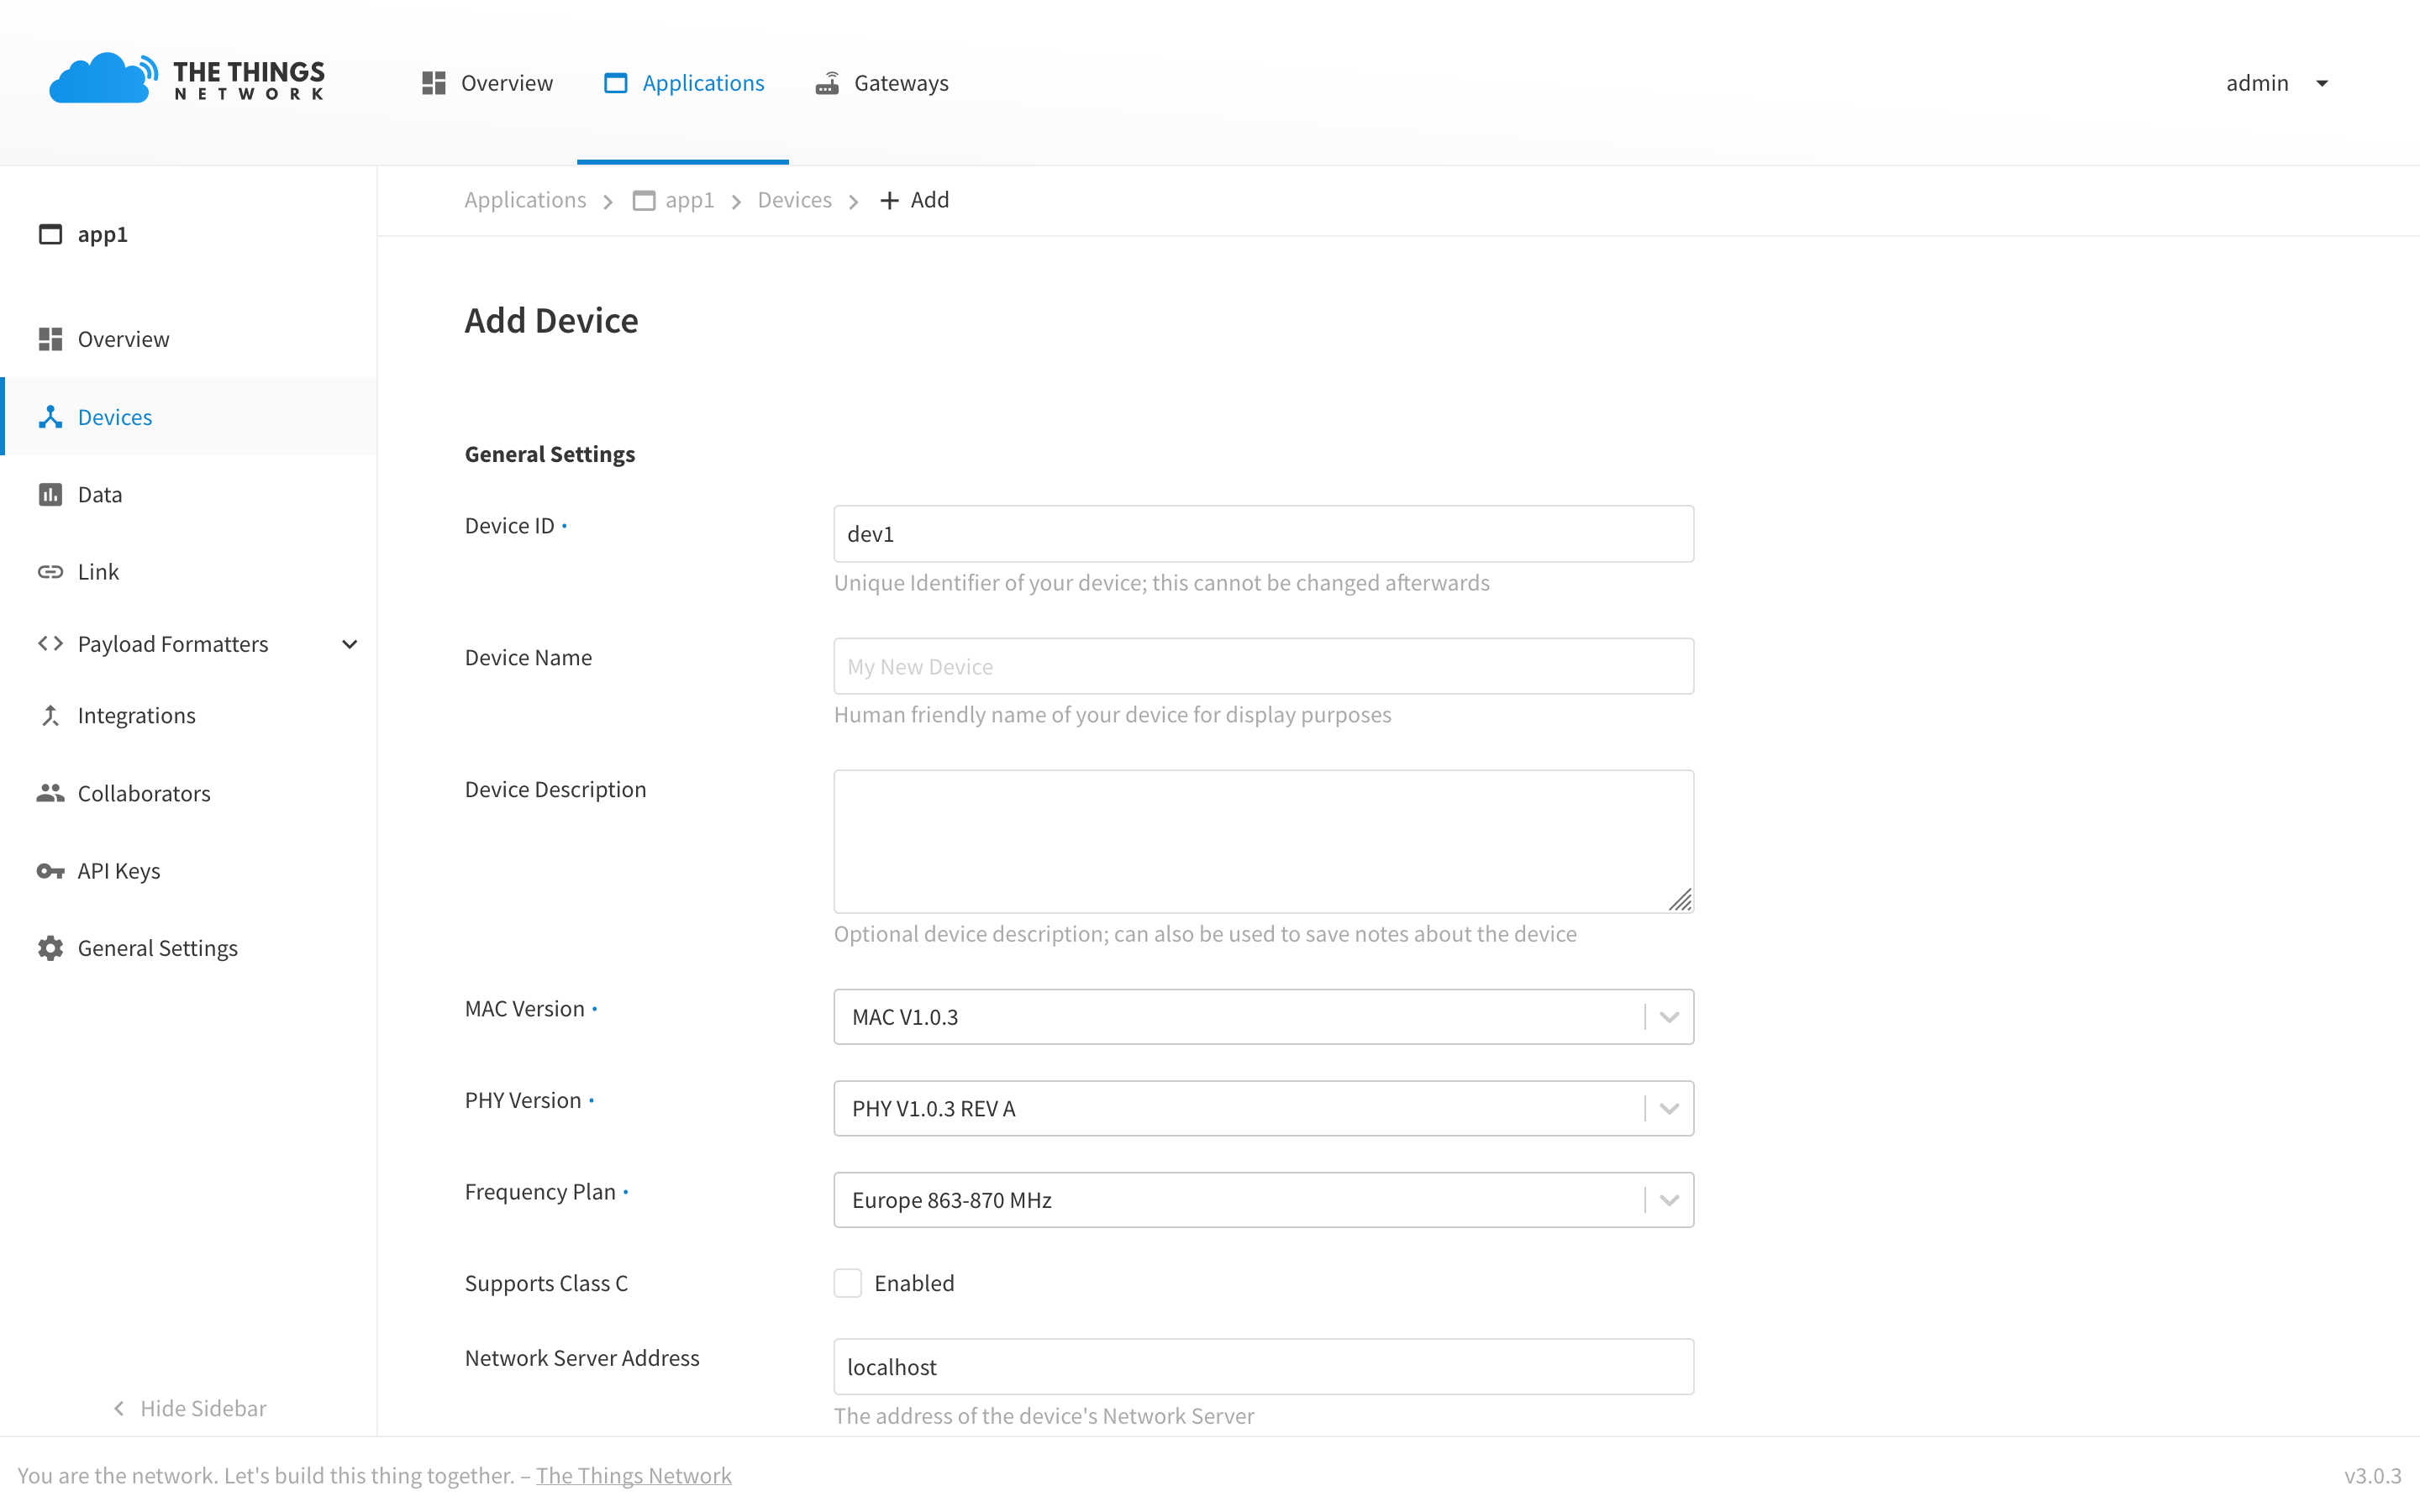 THE THINGS
NETWORK
Overview
Applications
Gateways
admin
Applications
app1
Devices
Add
app1
Overview
Devices
Data
Link
Payload Formatters
Integrations
Collaborators
API Keys
General Settings
Hide Sidebar
Add Device
General Settings
Device ID
dev1
Unique Identifier of your device; this cannot be changed afterwards
Device Name
My New Device
Human friendly name of your device for display purposes
Device Description
Optional device description; can also be used to save notes about the device
MAC Version
MAC V1.0.3
PHY Version
PHY V1.0.3 REV A
Frequency Plan
Europe 863-870 MHz
Supports Class C
Enabled
Network Server Address
localhost
The address of the device's Network Server
You are the network. Let's build this thing together. – The Things Network
v3.0.3